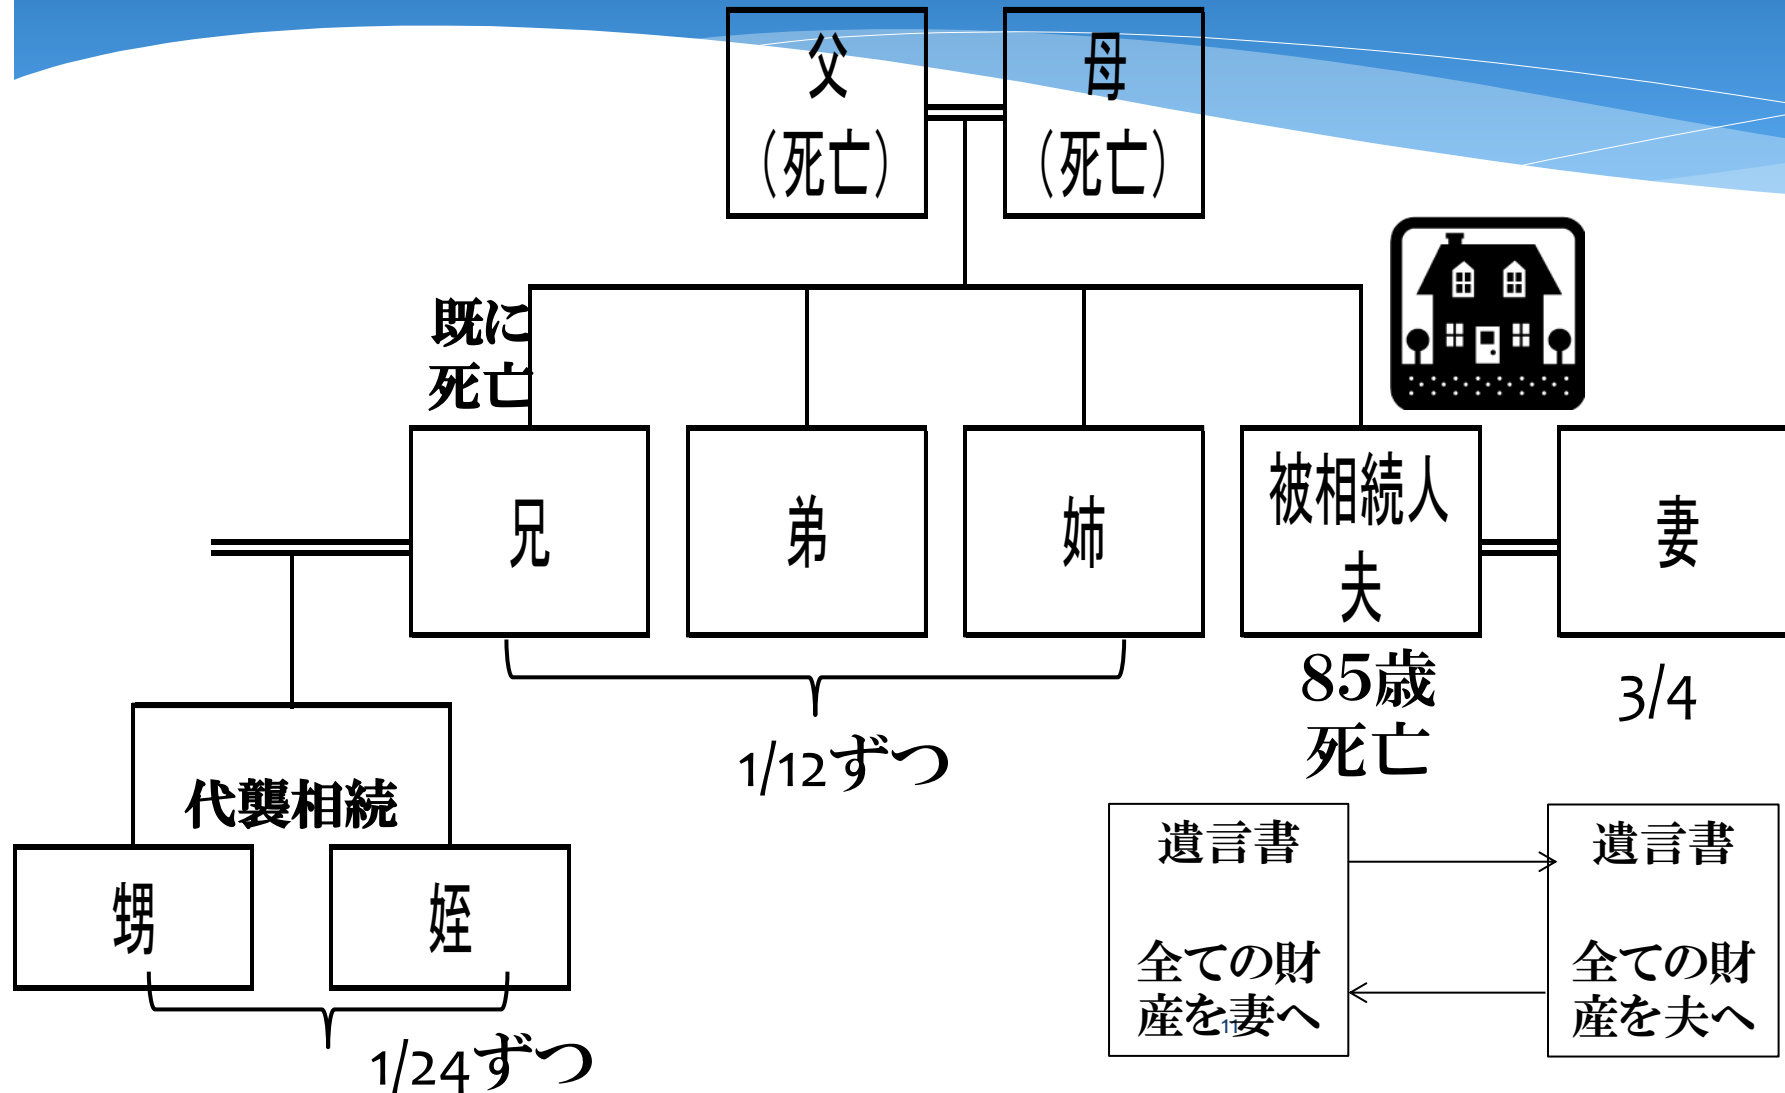 父
（死亡）
母
（死亡）
既に
死亡
兄
弟
姉
被相続人
夫
妻
85歳
死亡
3/4
1/12ずつ
代襲相続
甥
姪
1/24ずつ
遺言書
全ての財
産を妻へ
遺言書
全ての財
産を夫へ
11